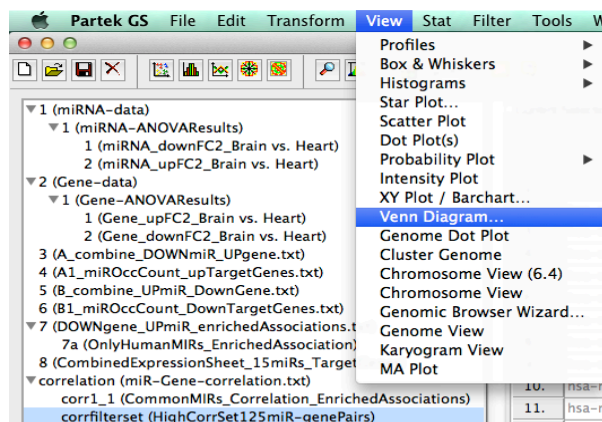 Partek GS File Edit Transform View Stat Filter Tools
Profiles
Box & Whiskers
Histograms
Star Plot...
Scatter Plot
Dot Plot(s)
Probability Plot
Intensity Plot
XY Plot / Barchart...
Venn Diagram...
Genome Dot Plot
Cluster Genome
Chromosome View (6.4)
Chromosome View
Genomic Browser Wizard...
Genome View
Karyogram View
MA Plot
1 (miRNA-data)
1 (miRNA-ANOVAResults)
1 (miRNA_downFC2_Brain vs. Heart)
2 (miRNA_upFC2_Brain vs. Heart)
2 (Gene-data)
1 (Gene-ANOVAResults)
1 (Gene_upFC2_Brain vs. Heart)
2 (Gene_downFC2_Brain vs. Heart)
3 (A_combine_DOWNmiR_UPgene.txt)
4 (A1_miROccCount_upTargetGenes.txt)
5 (B_combine_UPmiR_DownGene.txt)
6 (B1_miROccCount_DownTargetGenes.txt)
7 (DOWNgene_UPmiR_enrichedAssociations.t
7a (OnlyHumanMIRs_EnrichedAssociation)
8 (CombinedExpressionSheet_15miRs_Target
correlation (miR-Gene-correlation.txt)
corr1_1 (CommonMIRs_Correlation_EnrichedAssociations)
corrfilterset (HighCorrSet125miR-genePairs)
10. hsa-r
11. hsa-r